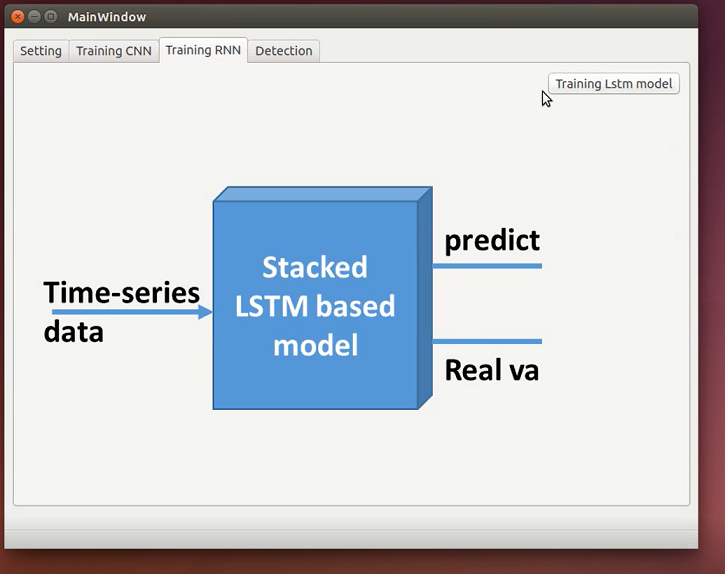 MainWindow
Setting
Training CNN
Training RNN
Detection
Training Lstm model
Time-series
data
Stacked
LSTM based
model
predict
Real va